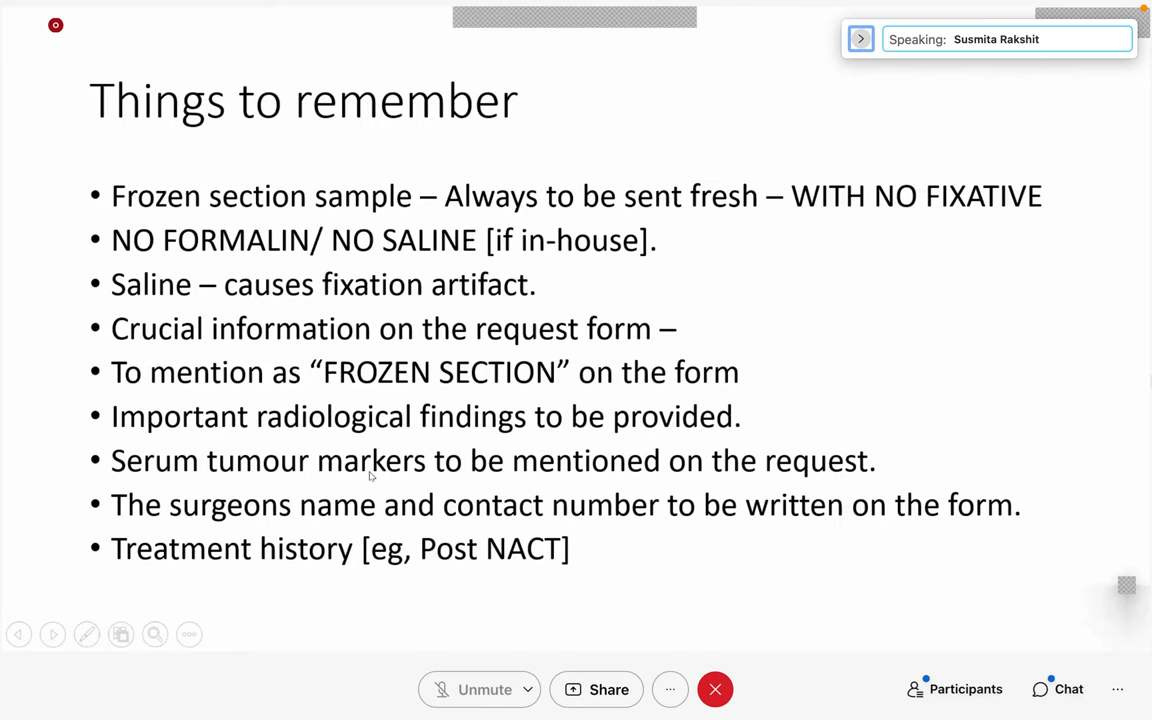 Speaking: Susmita Rakshit
Things to remember
• Frozen section sample – Always to be sent fresh – WITH NO FIXATIVE
• NO FORMALIN/ NO SALINE [if in-house].
• Saline – causes fixation artifact.
• Crucial information on the request form –
• To mention as “FROZEN SECTION” on the form
• Important radiological findings to be provided.
• Serum tumour markers to be mentioned on the request.
• The surgeons name and contact number to be written on the form.
• Treatment history [eg, Post NACT]
Unmute
Share
Participants
Chat